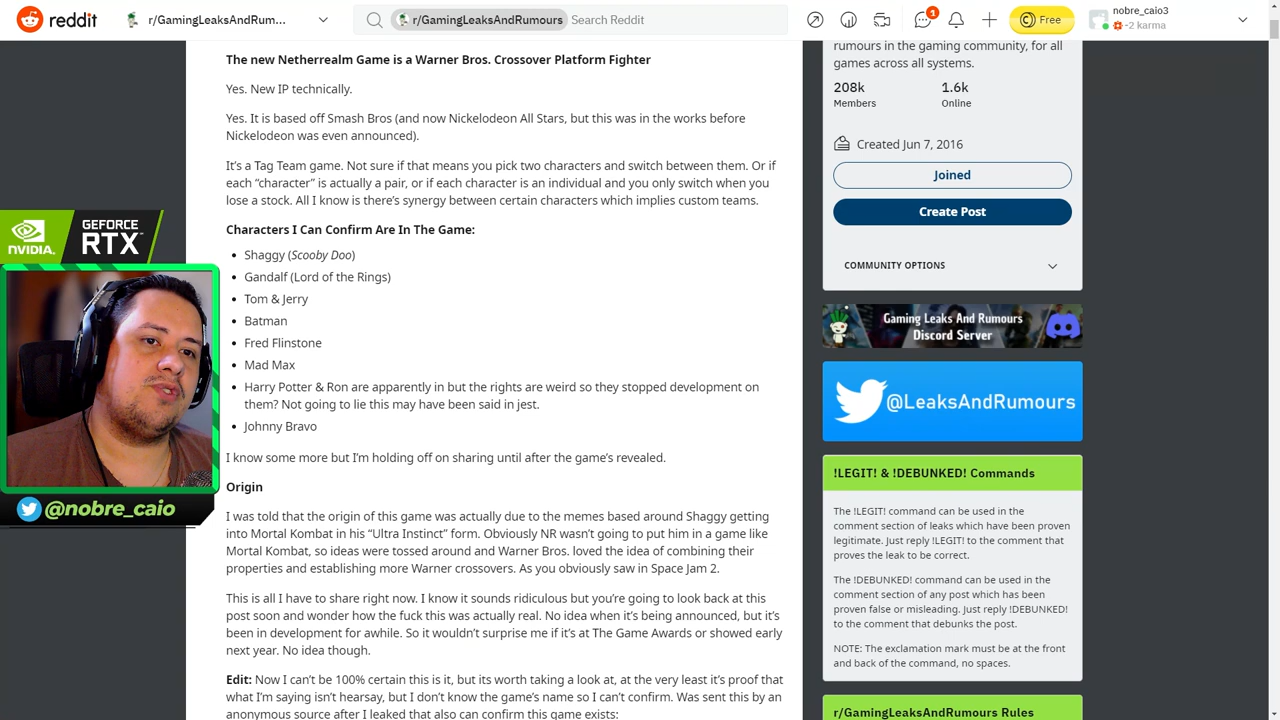 reddit
r/GamingLeaksAndRum...
r/GamingLeaksAndRumours
Search Reddit
1
Free
nobre_caio3
-2 karma
The new Netherrealm Game is a Warner Bros. Crossover Platform Fighter
Yes. New IP technically.
Yes. It is based off Smash Bros (and now Nickelodeon All Stars, but this was in the works before
Nickelodeon was even announced).
It's a Tag Team game. Not sure if that means you pick two characters and switch between them. Or if
each “character” is actually a pair, or if each character is an individual and you only switch when you
lose a stock. All I know is there's synergy between certain characters which implies custom teams.
Characters I Can Confirm Are In The Game:
Shaggy (Scooby Doo)
Gandalf (Lord of the Rings)
Tom & Jerry
Batman
Fred Flinstone
Mad Max
Harry Potter & Ron are apparently in but the rights are weird so they stopped development on
them? Not going to lie this may have been said in jest.
Johnny Bravo
I know some more but I'm holding off on sharing until after the game's revealed.
Origin
I was told that the origin of this game was actually due to the memes based around Shaggy getting
into Mortal Kombat in his “Ultra Instinct” form. Obviously NR wasn't going to put him in a game like
Mortal Kombat, so ideas were tossed around and Warner Bros. loved the idea of combining their
properties and establishing more Warner crossovers. As you obviously saw in Space Jam 2.
This is all I have to share right now. I know it sounds ridiculous but you're going to look back at this
post soon and wonder how the fuck this was actually real. No idea when it's being announced, but it's
been in development for awhile. So it wouldn't surprise me if it's at The Game Awards or showed early
next year. No idea though.
Edit: Now I can't be 100% certain this is it, but its worth taking a look at, at the very least it's proof that
what I'm saying isn't hearsay, but I don't know the game's name so I can't confirm. Was sent this by an
anonymous source after I leaked that also can confirm this game exists:
rumours in the gaming community, for all
games across all systems.
208k
Members
1.6k
Online
Created Jun 7, 2016
Joined
Create Post
COMMUNITY OPTIONS
Gaming Leaks And Rumours
Discord Server
@LeaksAndRumours
!LEGIT! & !DEBUNKED! Commands
The !LEGIT! command can be used in the
comment section of leaks which have been proven
legitimate. Just reply !LEGIT! to the comment that
proves the leak to be correct.
The !DEBUNKED! command can be used in the
comment section of any post which has been
proven false or misleading. Just reply !DEBUNKED!
to the comment that debunks the post.
NOTE: The exclamation mark must be at the front
and back of the command, no spaces.
r/GamingLeaksAndRumours Rules
NVIDIA.
GEFORCE
RTX
@nobre_caio